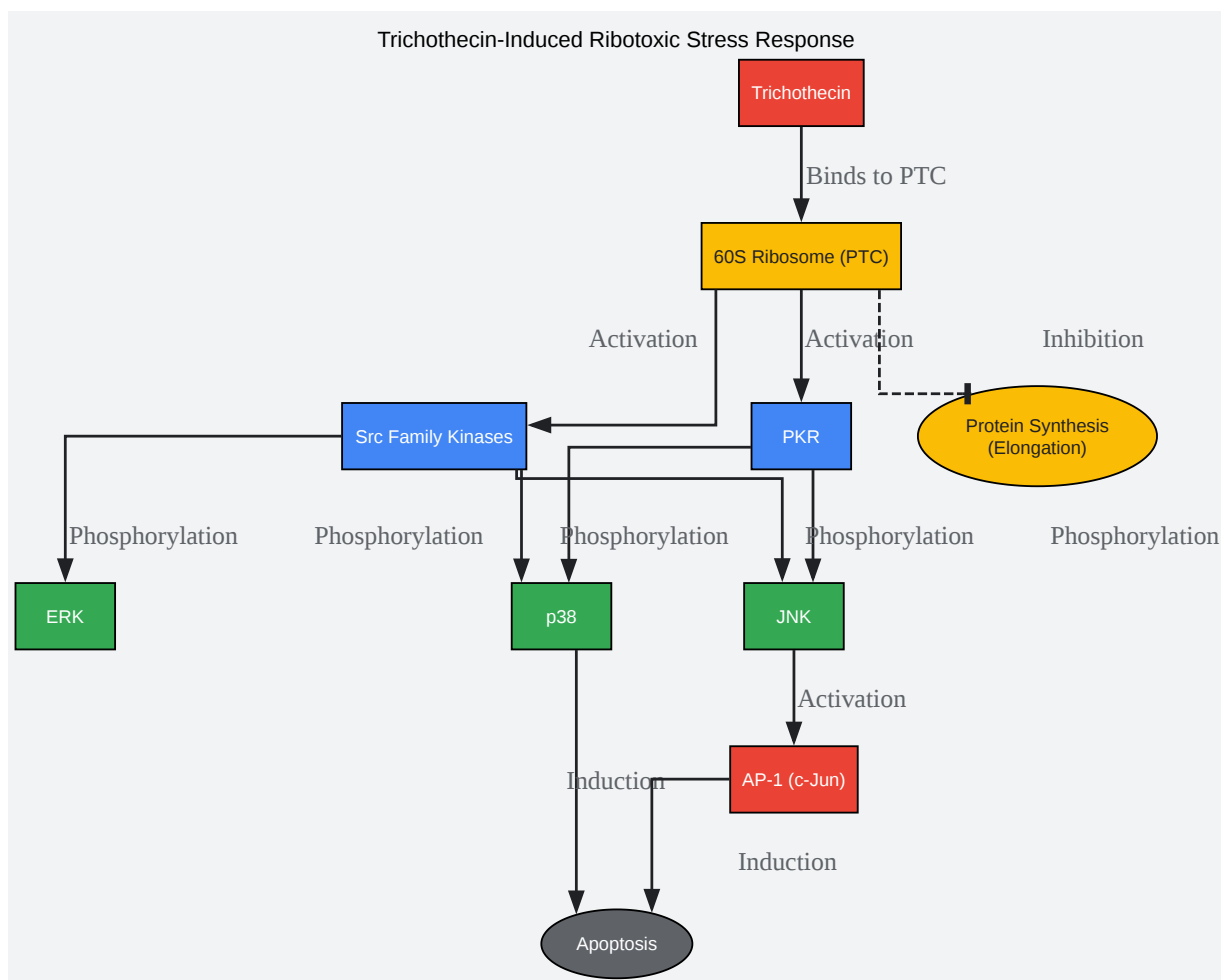 Trichothecin-Induced Ribotoxic Stress Response
Trichothecin
Binds to PTC
60S Ribosome (PTC)
Activation
Activation
Inhibition
Src Family Kinases
PKR
Protein Synthesis
(Elongation)
Phosphorylation
Phosphorylation
Phosphorylation
Phosphorylation
Phosphorylation
ERK
p38
JNK
Activation
Induction
AP-1 (c-Jun)
Induction
Apoptosis